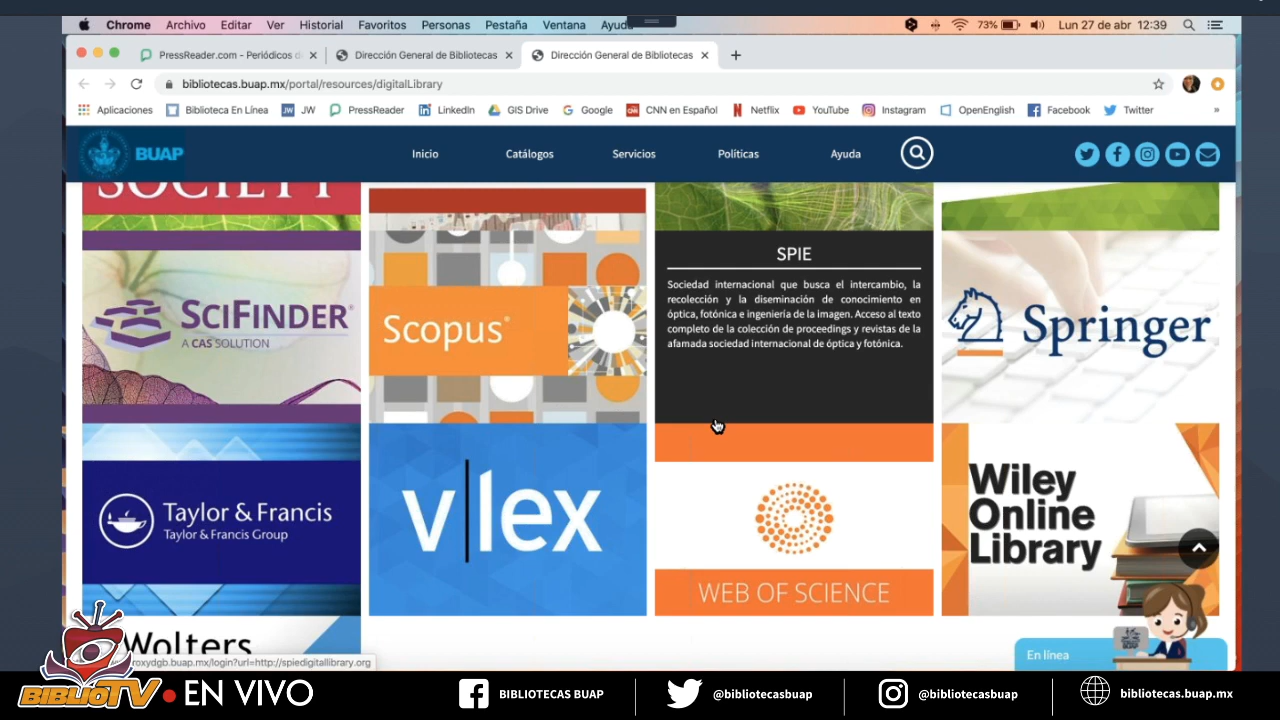 Chrome Archivo Editar Ver Historial Favoritos Personas Pestaña Ventana Ayuda 73% Lun 27 de abr 12:39
PressReader.com - Periódicos d Dirección General de Bibliotecas Dirección General de Bibliotecas
bibliotecas.buap.mx/portal/resources/digitalLibrary
Aplicaciones Biblioteca En Línea JW JW PressReader LinkedIn GIS Drive Google CNN en Español Netflix YouTube Instagram OpenEnglish Facebook Twitter »
BUAP Inicio Catálogos Servicios Políticas Ayuda
SOCIETY
SCIFINDER®
A CAS SOLUTION
Scopus®
SPIE
Sociedad internacional que busca el intercambio, la
recolección y la diseminación de conocimiento en
óptica, fotónica e ingeniería de la imagen. Acceso al texto
completo de la colección de proceedings y revistas de la
afamada sociedad internacional de óptica y fotónica.
Springer
Taylor & Francis
Taylor & Francis Group
v|lex
WEB OF SCIENCE
Wiley
Online
Library
Wolters
roxydgb.buap.mx/login?url=http://spiedigitallibrary.org
En línea
BUAP
BIBLIOTV EN VIVO BIBLIOTECAS BUAP @bibliotecasbuap @bibliotecasbuap bibliotecas.buap.mx